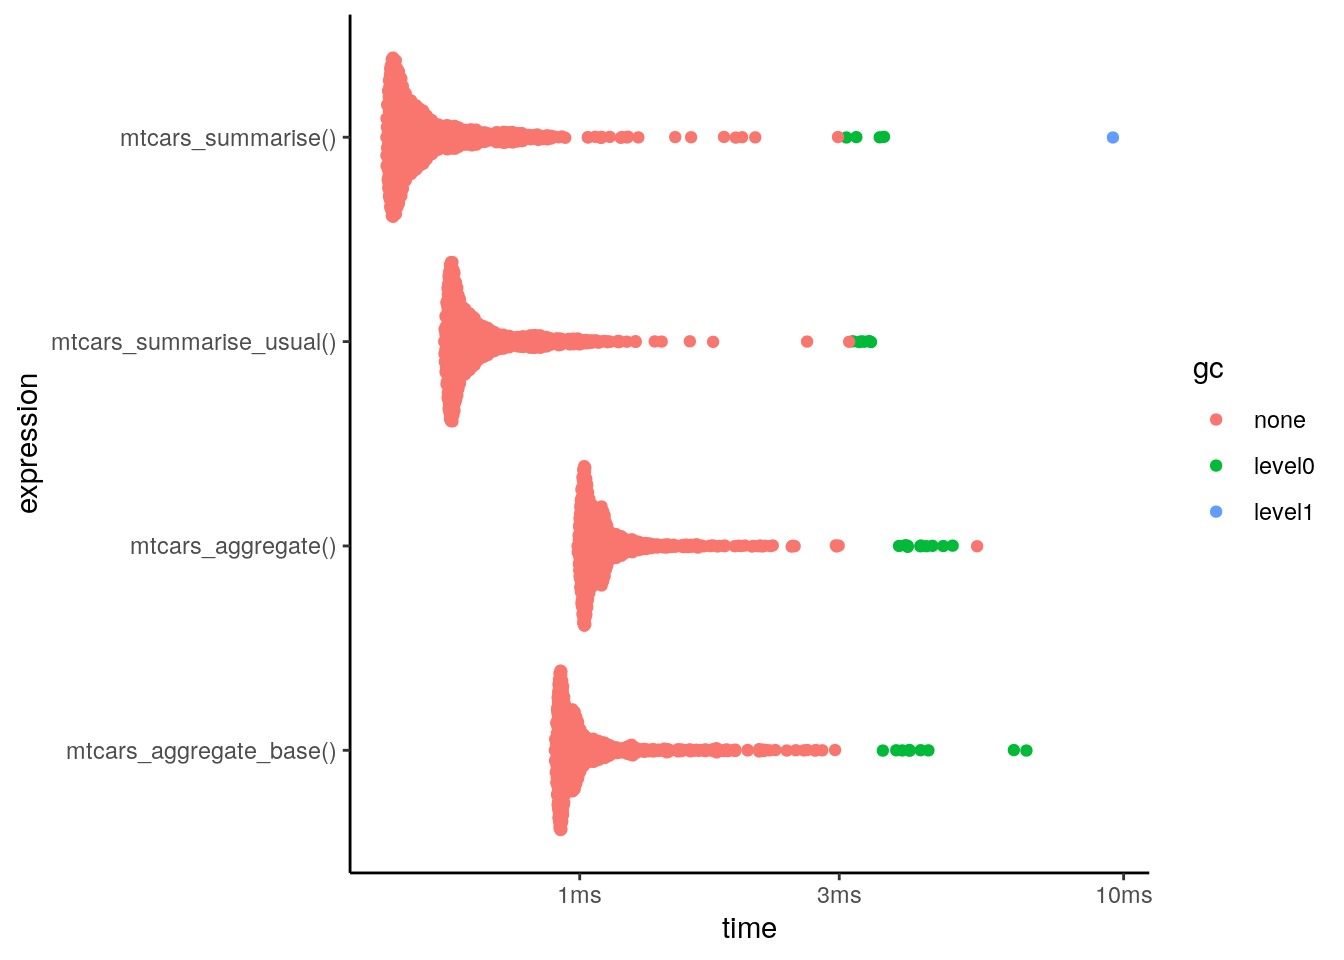 mtcars_summarise()
mtcars_summarise_usual()
mtcars_aggregate()
mtcars_aggregate_base()
expression
1ms
3ms
10ms
time
gc
none
level0
level1